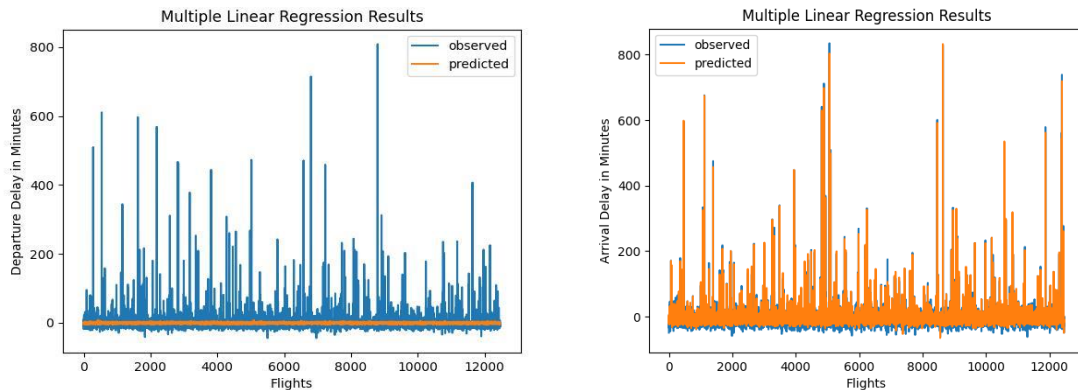 Multiple Linear Regression Results
observed
predicted
Departure Delay in Minutes
800
600
400
200
0
0 2000 4000 6000 8000 10000 12000
Flights
Multiple Linear Regression Results
observed
predicted
Arrival Delay in Minutes
800
600
400
200
0
0 2000 4000 6000 8000 10000 12000
Flights